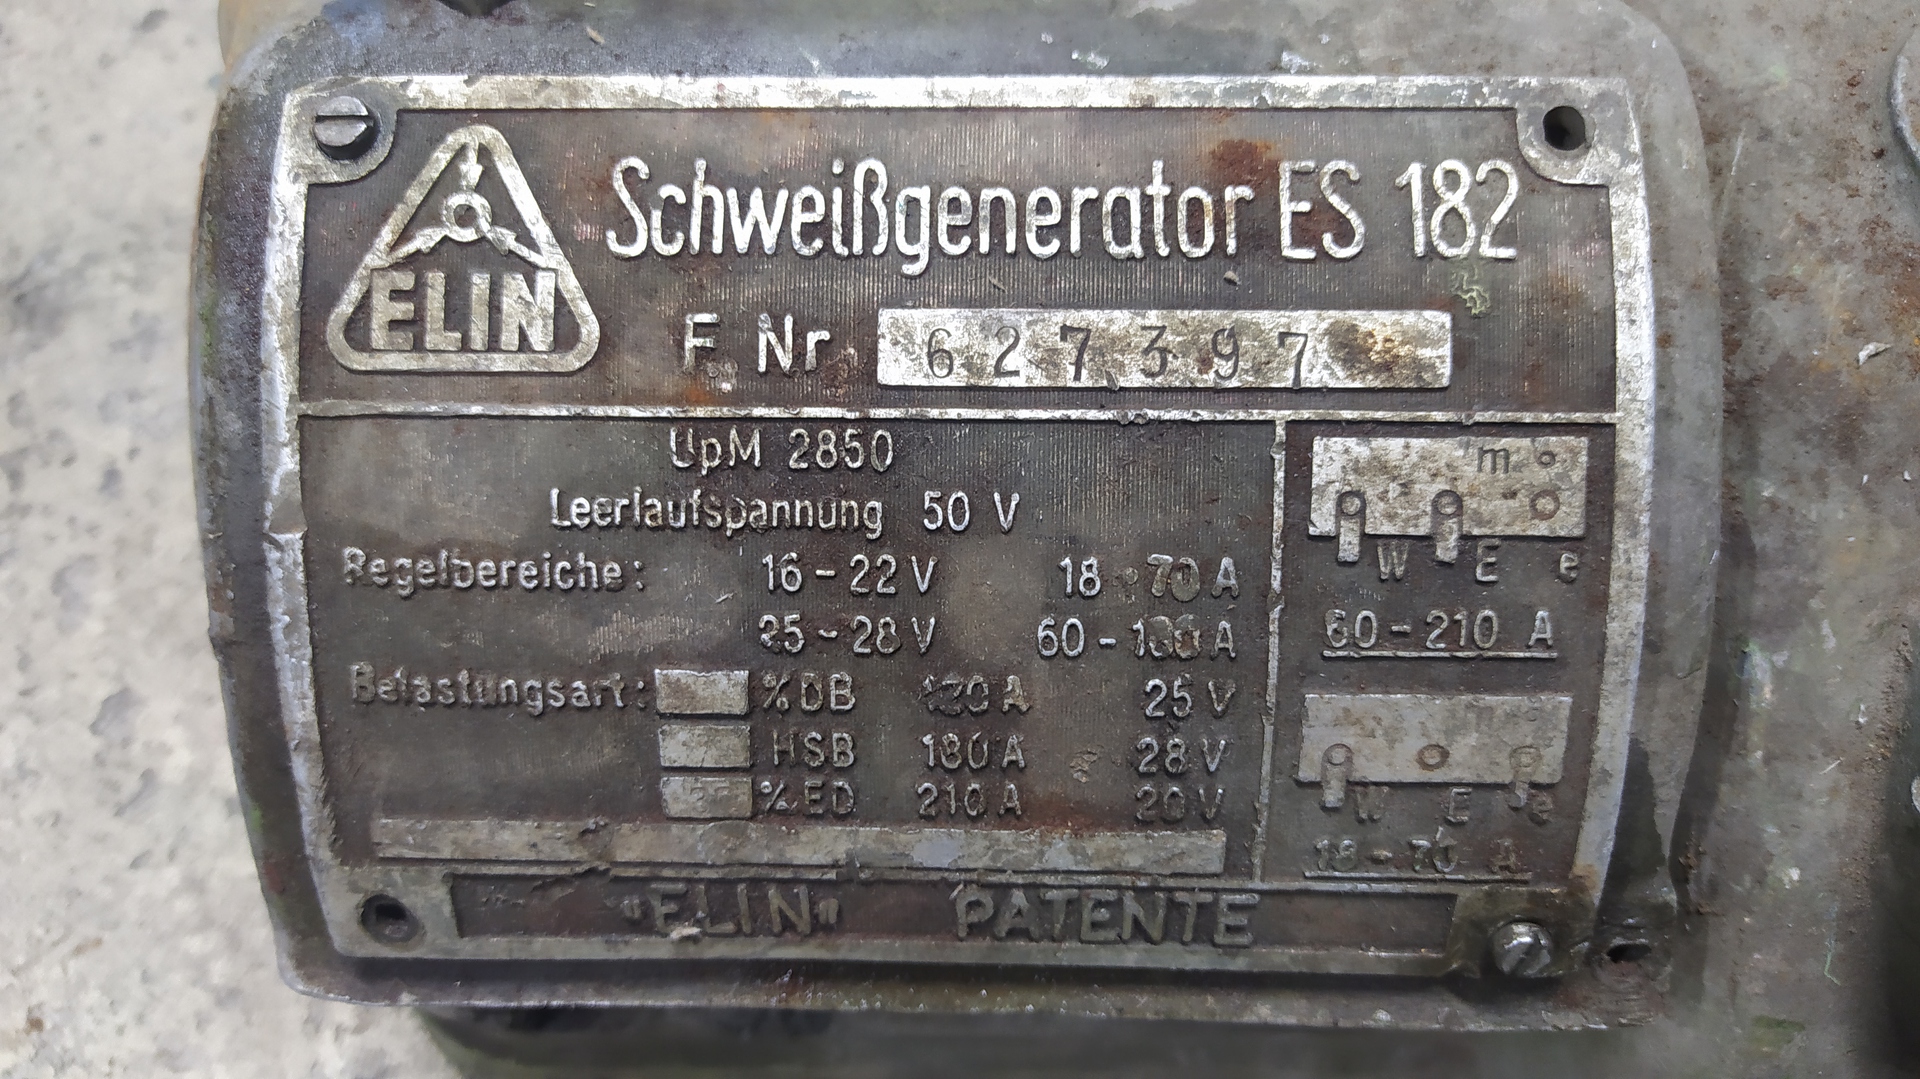 ELIN
Schweißgenerator ES 182
F. Nr 627397
UpM 2850
Leerlaufspannung 50 V
Regelbereiche: 16-22 V 18-70 A
25-28 V 60-180 A
Belastungsart: % DB A 25 V
HSB 180 A 28 V
% ED 210 A 20 V
m
W E e
60-210 A
m
W E e
18-70 A
"ELIN" PATENTE